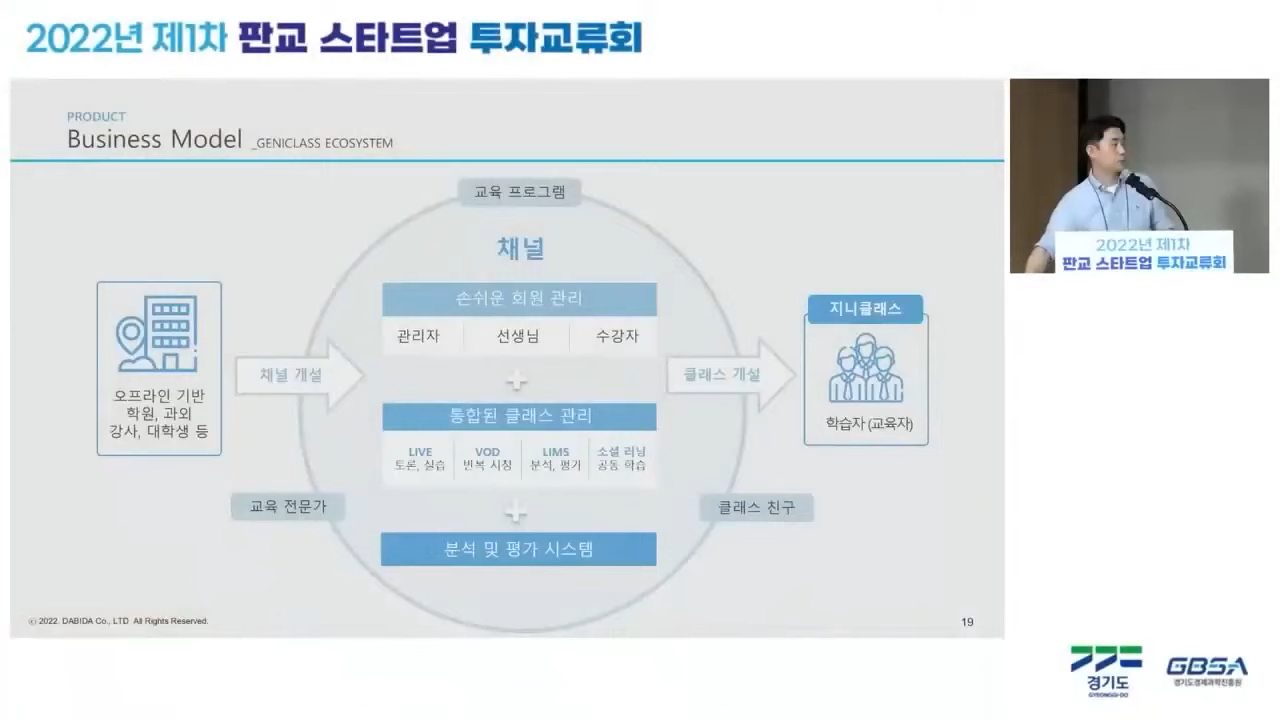 2022년 제1차 판교 스타트업 투자교류회
PRODUCT
Business Model _GENICLASS ECOSYSTEM
교육 프로그램
채널
손쉬운 회원 관리
관리자 선생님 수강자
통합된 클래스 관리
LIVE
토론, 실습
VOD
반복 시청
LIMS
분석, 평가
소셜 러닝
공동 학습
분석 및 평가 시스템
오프라인 기반
학원, 과외
강사, 대학생 등
채널 개설
클래스 개설
지니클래스
학습자 (교육자)
교육 전문가
클래스 친구
ⓒ 2022. DABIDA Co., LTD All Rights Reserved.
19
2022년 제1차
판교 스타트업 투자교류회
경기도
GYEONGGI-DO
GBSA
경기도경제과학진흥원